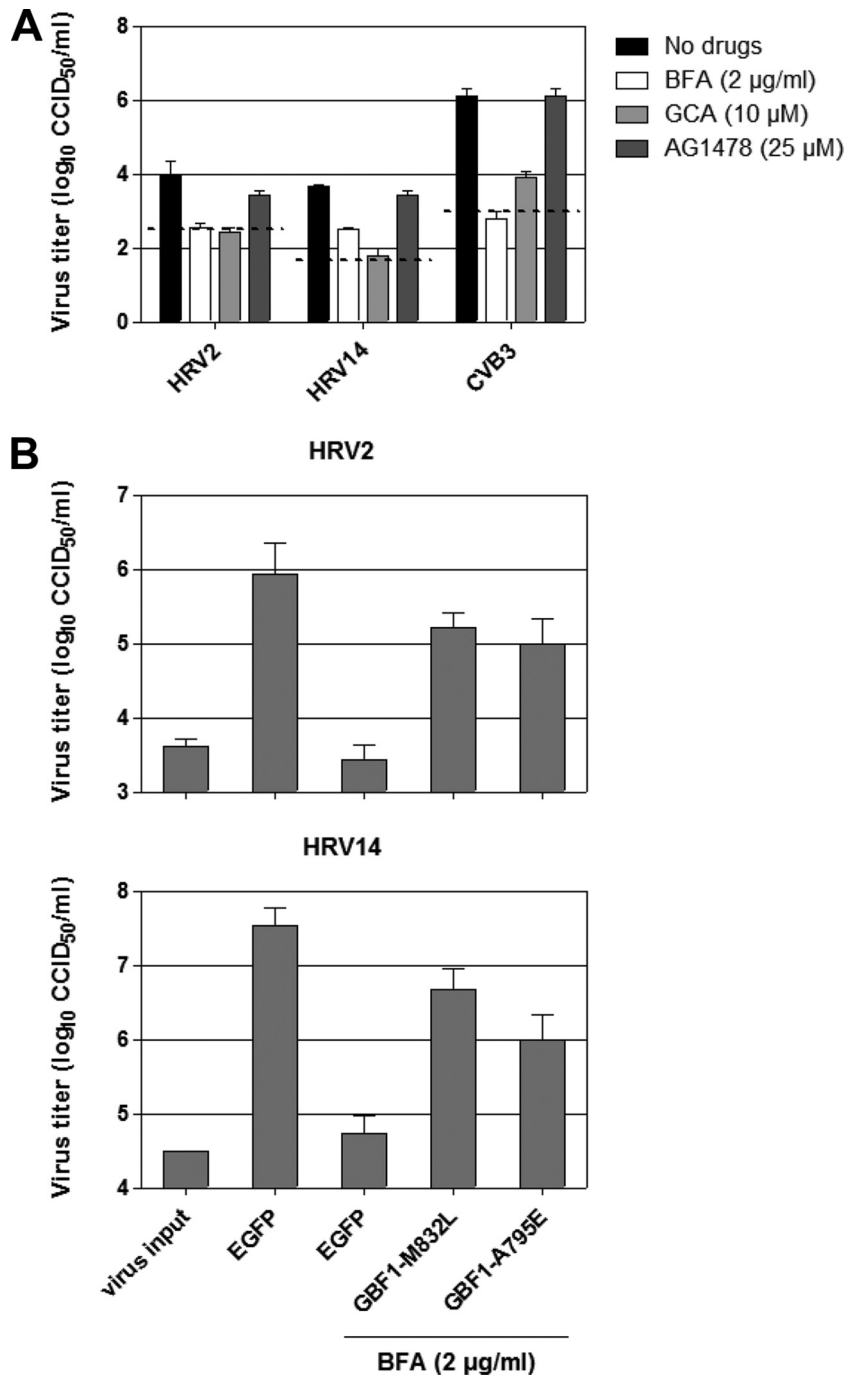 A
Virus titer (log10 CCID50/ml)
8
6
4
2
0
HRV2
HRV14
CVB3
No drugs
BFA (2 µg/ml)
GCA (10 µM)
AG1478 (25 µM)
B
HRV2
Virus titer (log10 CCID50/ml)
7
6
5
4
3
HRV14
Virus titer (log10 CCID50/ml)
8
7
6
5
4
virus input
EGFP
EGFP
GBF1-M832L
GBF1-A795E
BFA (2 µg/ml)